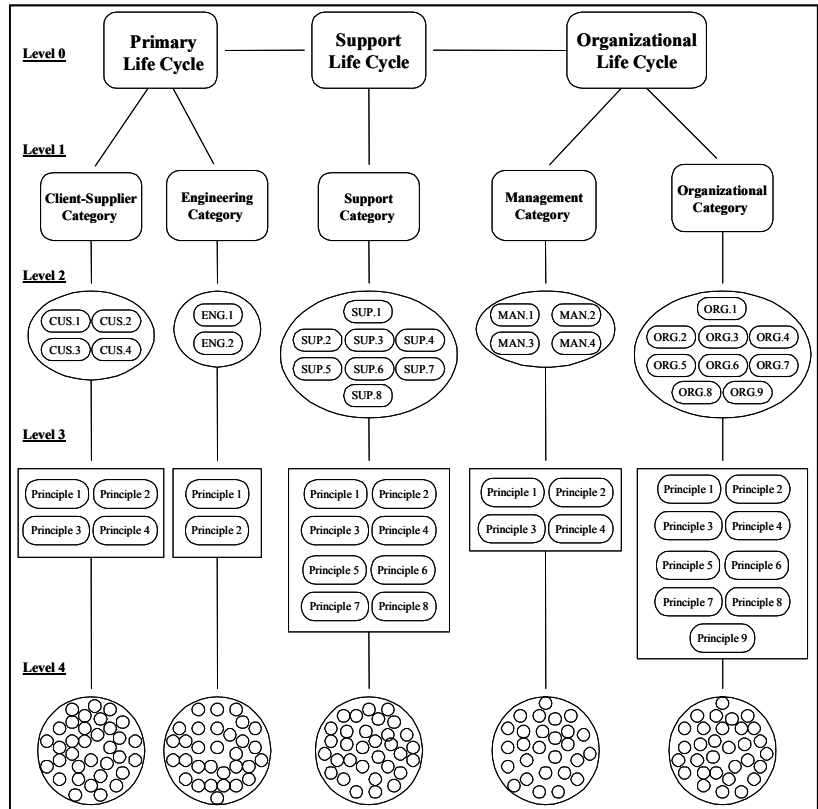 Level 0
Primary
Life Cycle
Support
Life Cycle
Organizational
Life Cycle
Level 1
Client-Supplier
Category
Engineering
Category
Support
Category
Management
Category
Organizational
Category
Level 2
CUS.1 CUS.2
CUS.3 CUS.4
ENG.1
ENG.2
SUP.1
SUP.2 SUP.3 SUP.4
SUP.5 SUP.6 SUP.7
SUP.8
MAN.1 MAN.2
MAN.3 MAN.4
ORG.1
ORG.2 ORG.3 ORG.4
ORG.5 ORG.6 ORG.7
ORG.8 ORG.9
Level 3
Principle 1 Principle 2
Principle 3 Principle 4
Principle 1
Principle 2
Principle 1 Principle 2
Principle 3 Principle 4
Principle 5 Principle 6
Principle 7 Principle 8
Principle 1 Principle 2
Principle 3 Principle 4
Principle 1 Principle 2
Principle 3 Principle 4
Principle 5 Principle 6
Principle 7 Principle 8
Principle 9
Level 4